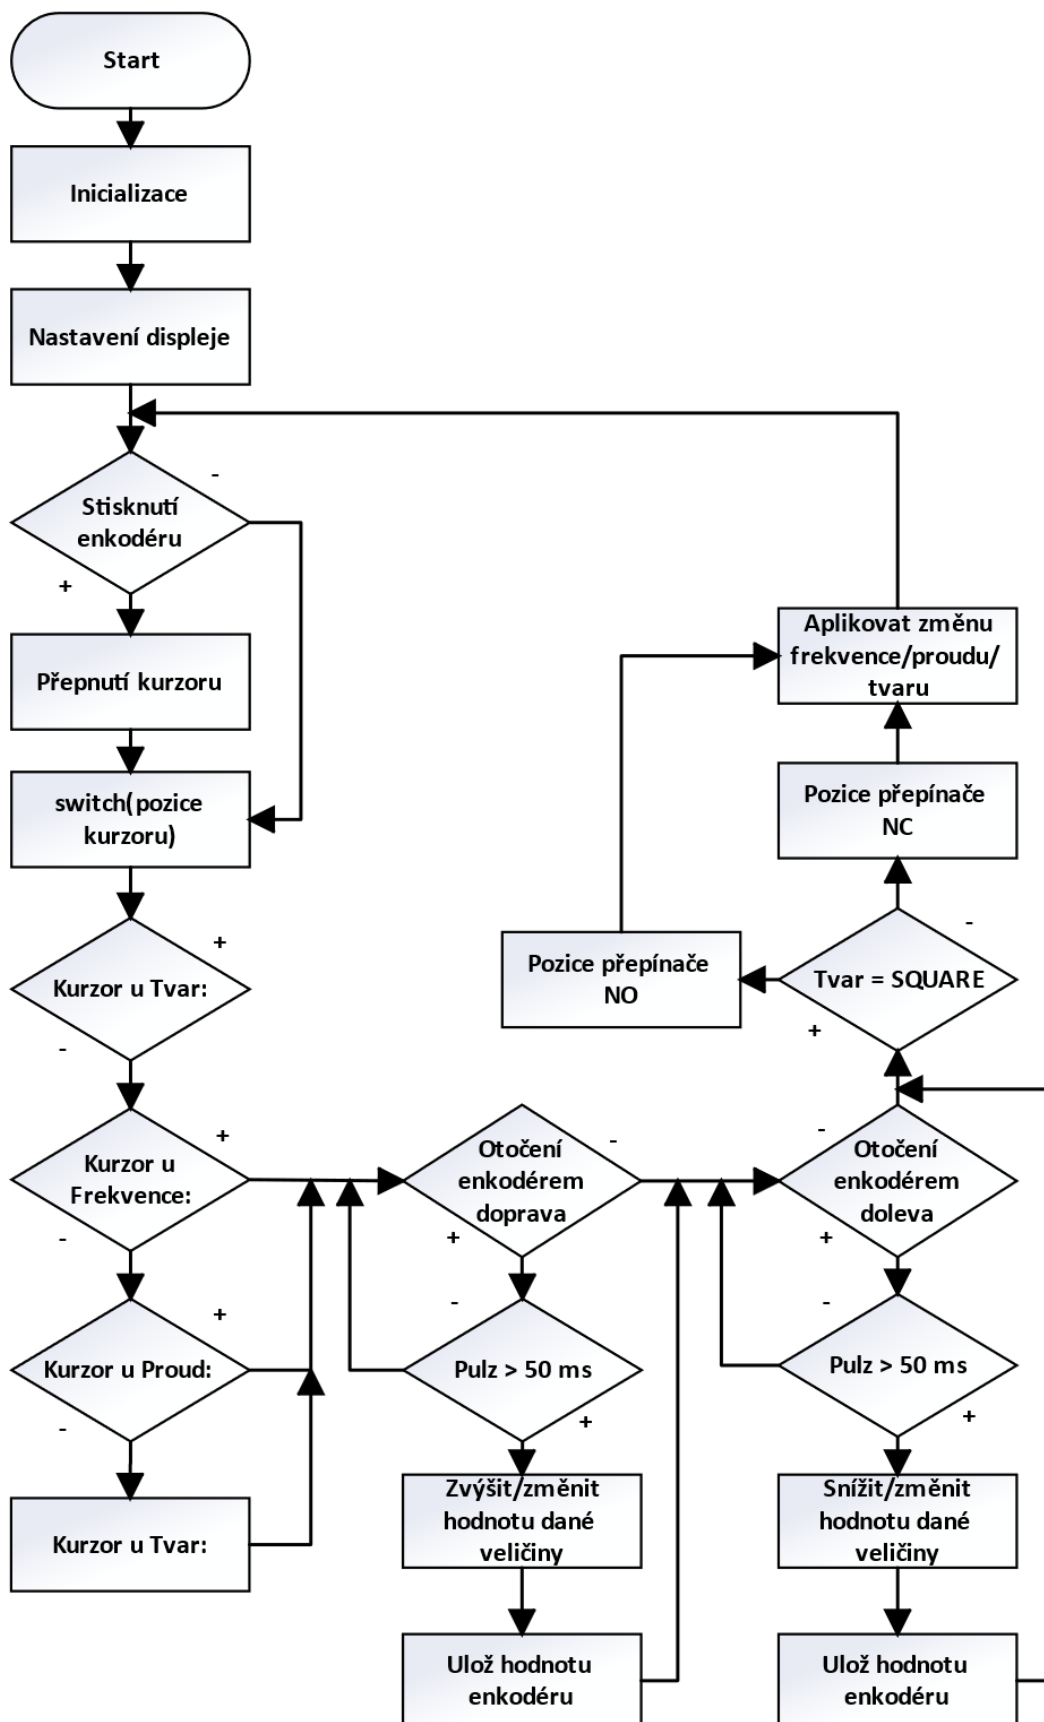 Start
Inicializace
Nastavení displeje
-
Stisknutí
enkodéru
+
Přepnutí kurzoru
switch(pozice
kurzoru)
+
Kurzor u Tvar:
-
+
Kurzor u
Frekvence:
-
+
Kurzor u Proud:
-
Kurzor u Tvar:
Otočení
enkodérem
doprava
-
+
-
Pulz > 50 ms
+
Zvýšit/změnit
hodnotu dané
veličiny
Ulož hodnotu
enkodéru
Aplikovat změnu
frekvence/proudu/
tvaru
Pozice přepínače
NC
-
Tvar = SQUARE
+
Pozice přepínače
NO
-
Otočení
enkodérem
doleva
+
-
Pulz > 50 ms
+
Snížit/změnit
hodnotu dané
veličiny
Ulož hodnotu
enkodéru